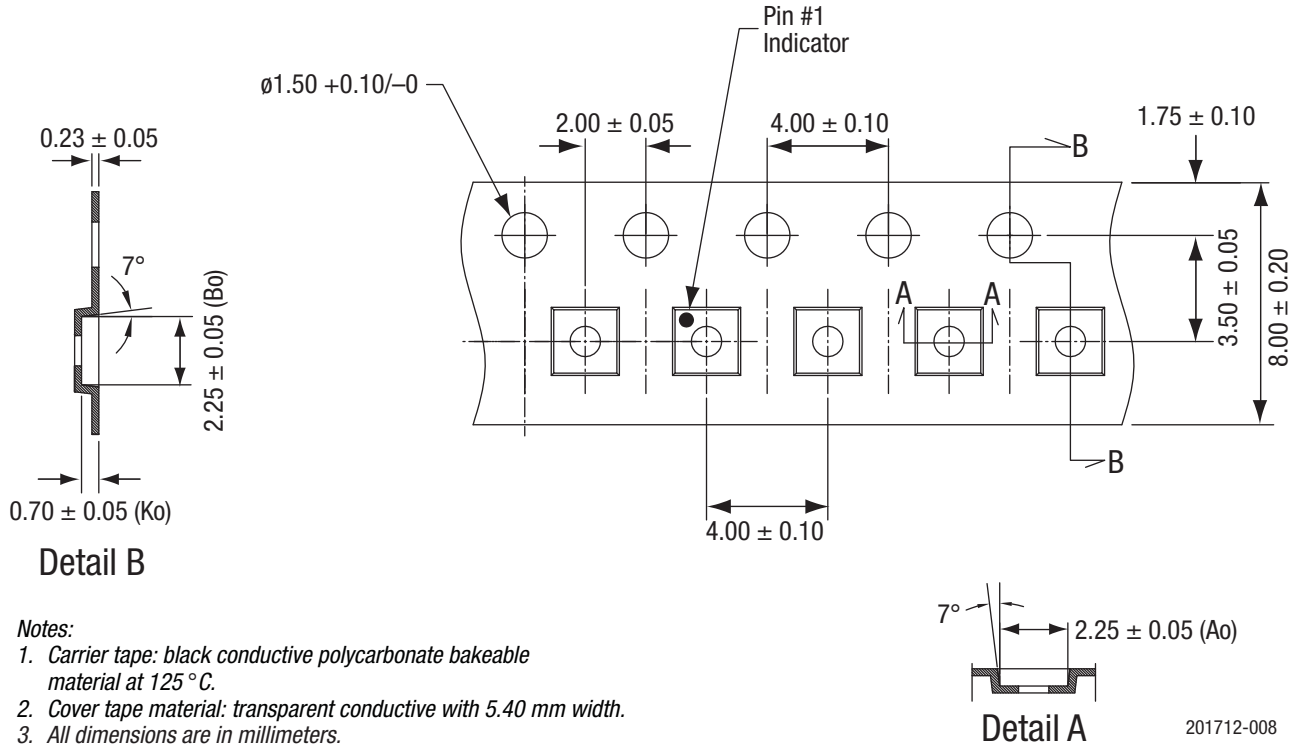 Pin #1
Indicator
ø1.50 +0.10/–0
0.23 ± 0.05
2.00 ± 0.05
4.00 ± 0.10
1.75 ± 0.10
B
7°
2.25 ± 0.05 (Bo)
A
A
3.50 ± 0.05
8.00 ± 0.20
B
0.70 ± 0.05 (Ko)
4.00 ± 0.10
Detail B
7°
2.25 ± 0.05 (Ao)
Detail A
Notes:
1. Carrier tape: black conductive polycarbonate bakeable
material at 125 °C.
2. Cover tape material: transparent conductive with 5.40 mm width.
3. All dimensions are in millimeters.
201712-008